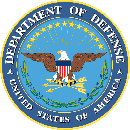 DEPARTMENT OF DEFENSE
UNITED STATES OF AMERICA